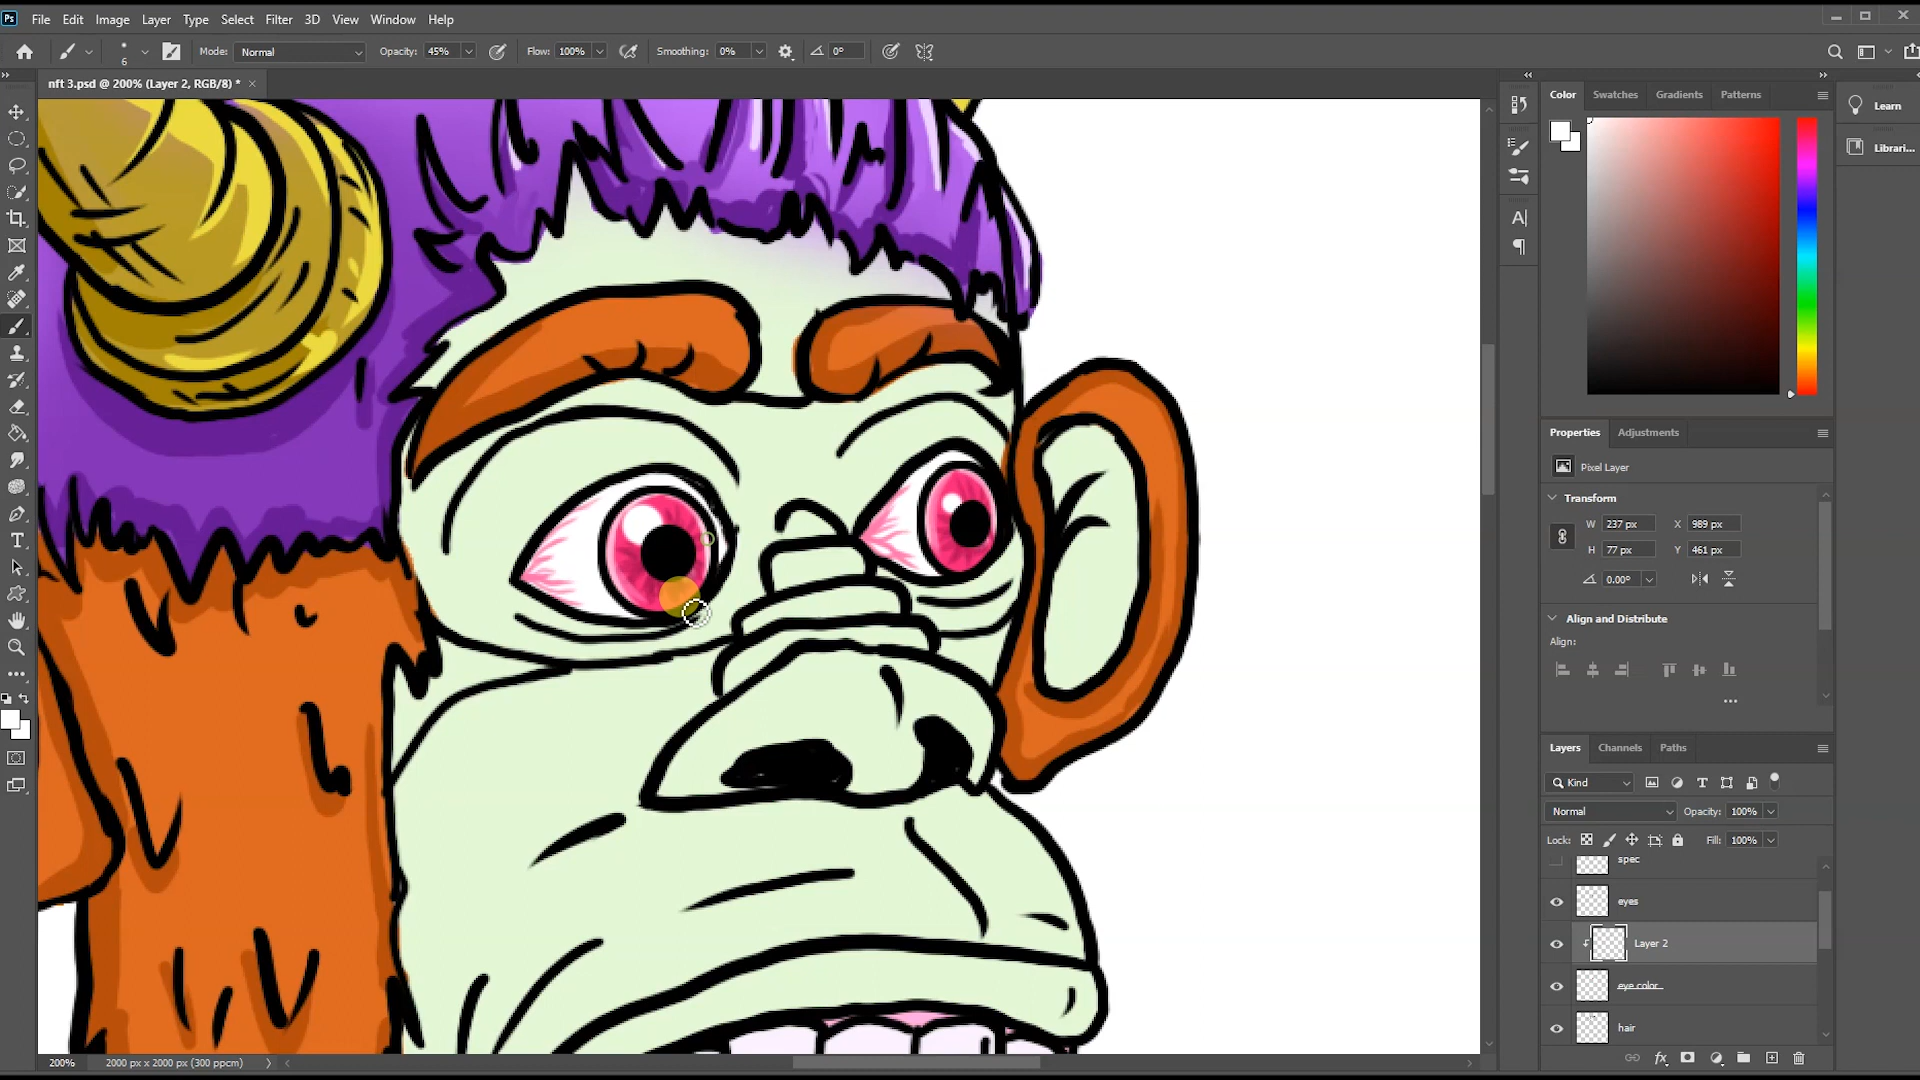 Ps File Edit Image Layer Type Select Filter 3D View Window Help
6 Mode: Normal Opacity: 45% Flow: 100% Smoothing: 0% 0°
nft 3.psd @ 200% (Layer 2, RGB/8) *
Color Swatches Gradients Patterns
Learn
Librari...
Properties Adjustments
Pixel Layer
Transform
W 237 px X 989 px
H 77 px Y 461 px
0.00°
Align and Distribute
Align:
Layers Channels Paths
Kind
Normal Opacity: 100%
Lock: Fill: 100%
spec
eyes
Layer 2
eye color
hair
200% 2000 px x 2000 px (300 ppcm)